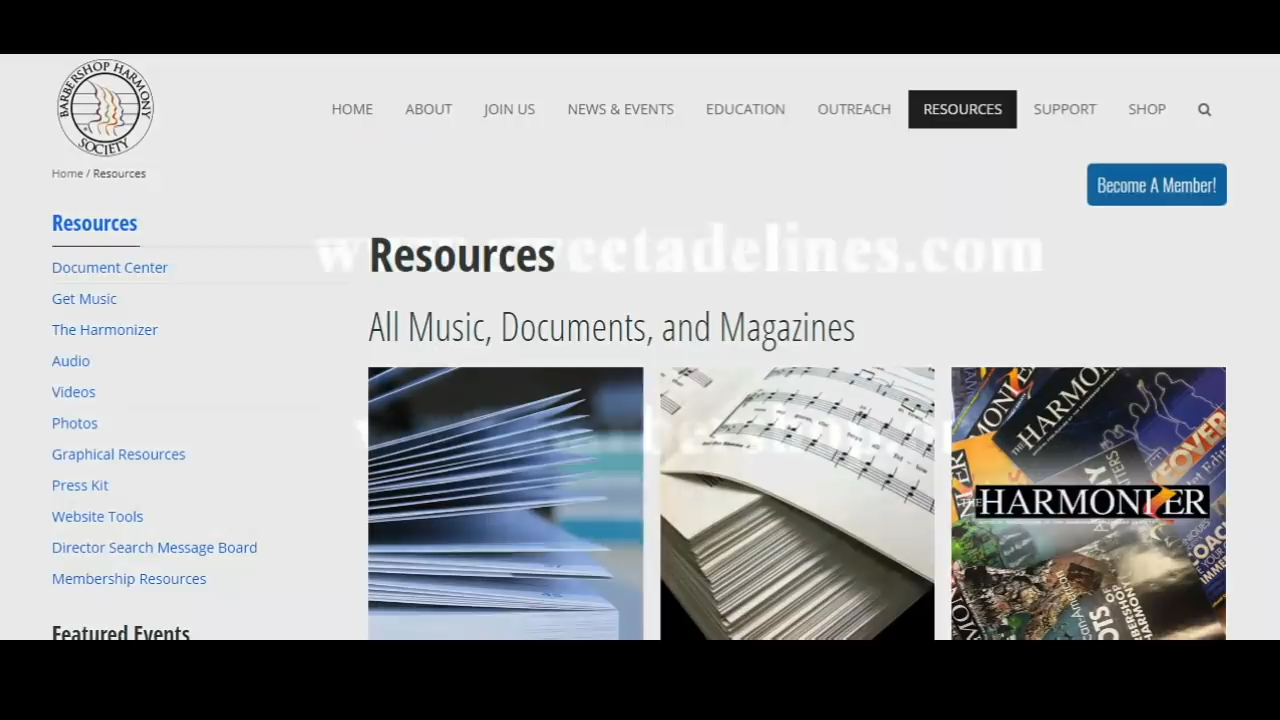 BARBERSHOP HARMONY SOCIETY
HOME ABOUT JOIN US NEWS & EVENTS EDUCATION OUTREACH RESOURCES SUPPORT SHOP
Home / Resources
Become A Member!
Resources
Document Center
Get Music
The Harmonizer
Audio
Videos
Photos
Graphical Resources
Press Kit
Website Tools
Director Search Message Board
Membership Resources
Featured Events
Resources
All Music, Documents, and Magazines
THE HARMONIZER